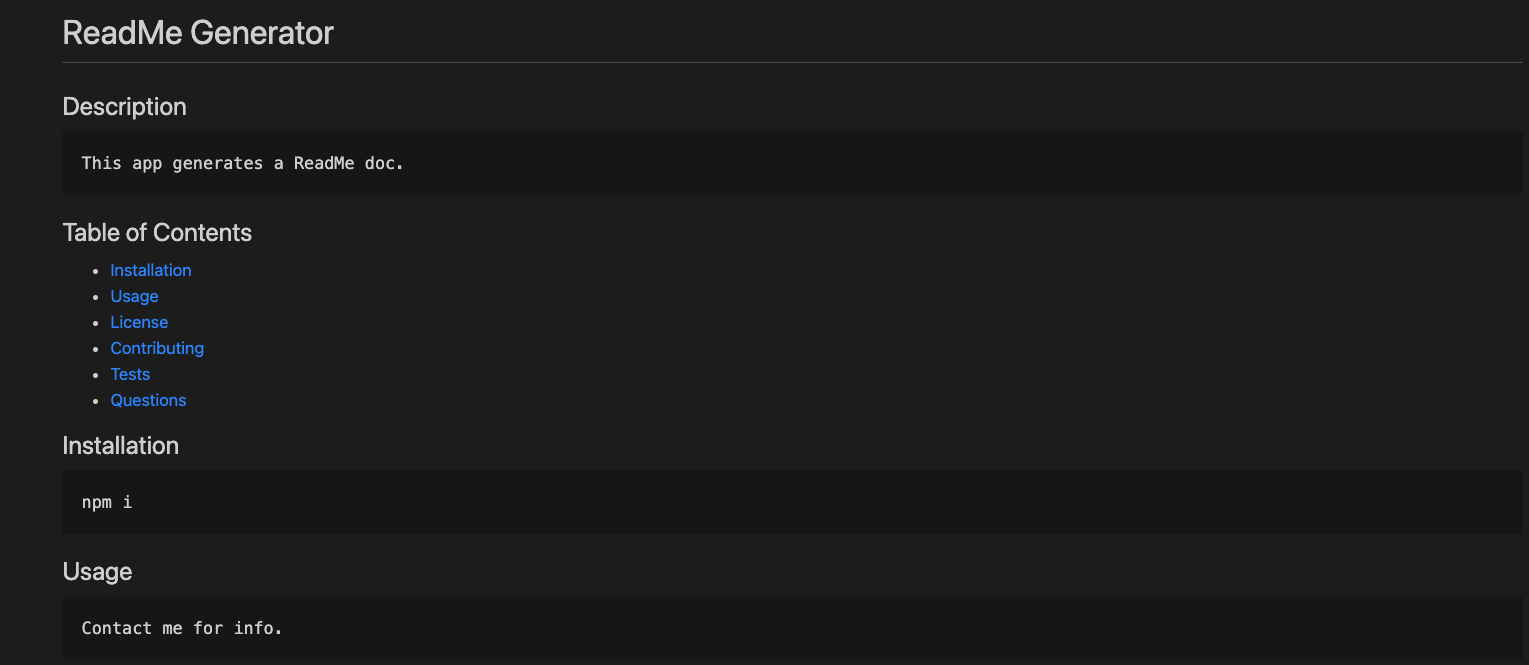 ReadMe Generator
Description
This app generates a ReadMe doc.
Table of Contents
Installation
Usage
License
Contributing
Tests
Questions
Installation
npm i
Usage
Contact me for info.